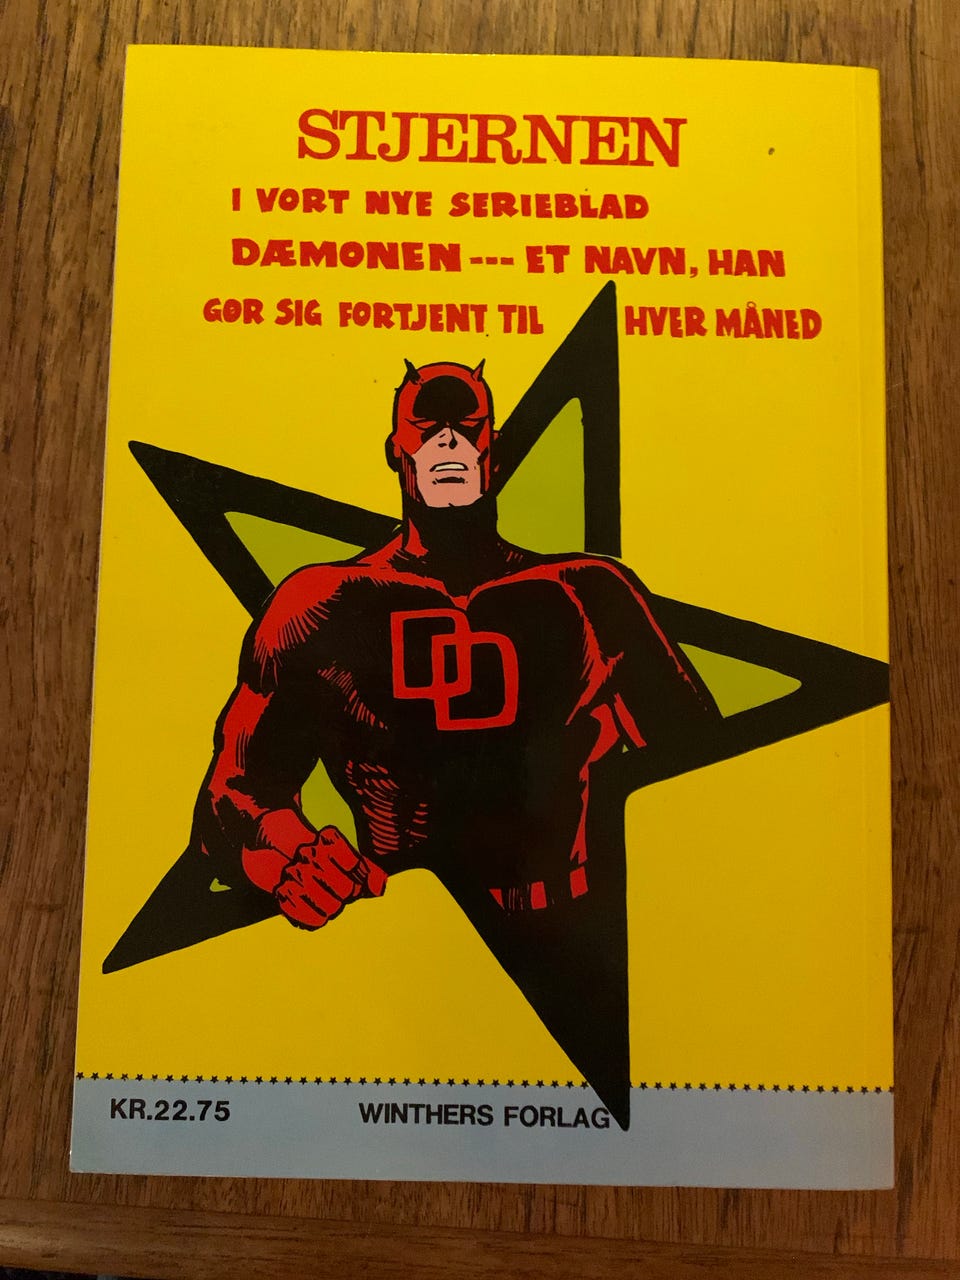 STJERNEN
I VORT NYE SERIEBLAD
DÆMONEN --- ET NAVN, HAN
GØR SIG FORTJENT TIL HVER MÅNED
DD
KR.22.75 WINTHERS FORLAG